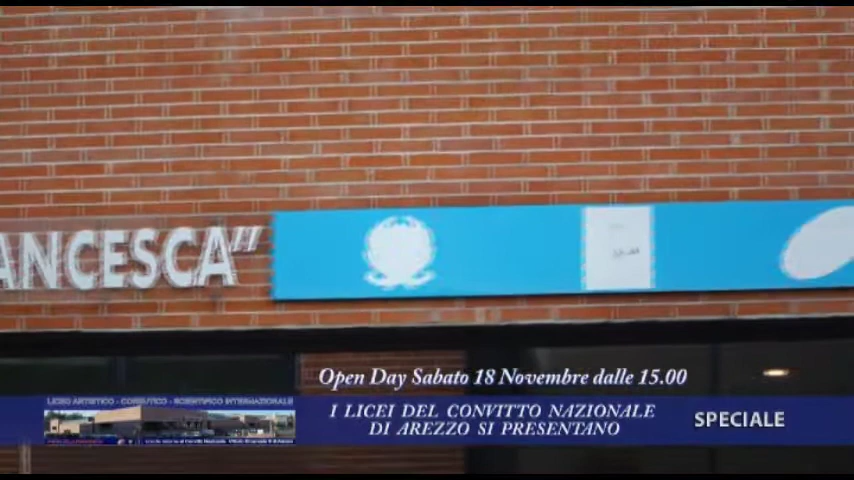 ANCESCA"
Open Day Sabato 18 Novembre dalle 15.00
LICEO ARTISTICO - COREUTICO - SCIENTIFICO INTERNAZIONALE
I LICEI DEL CONVITTO NAZIONALE
DI AREZZO SI PRESENTANO
SPECIALE